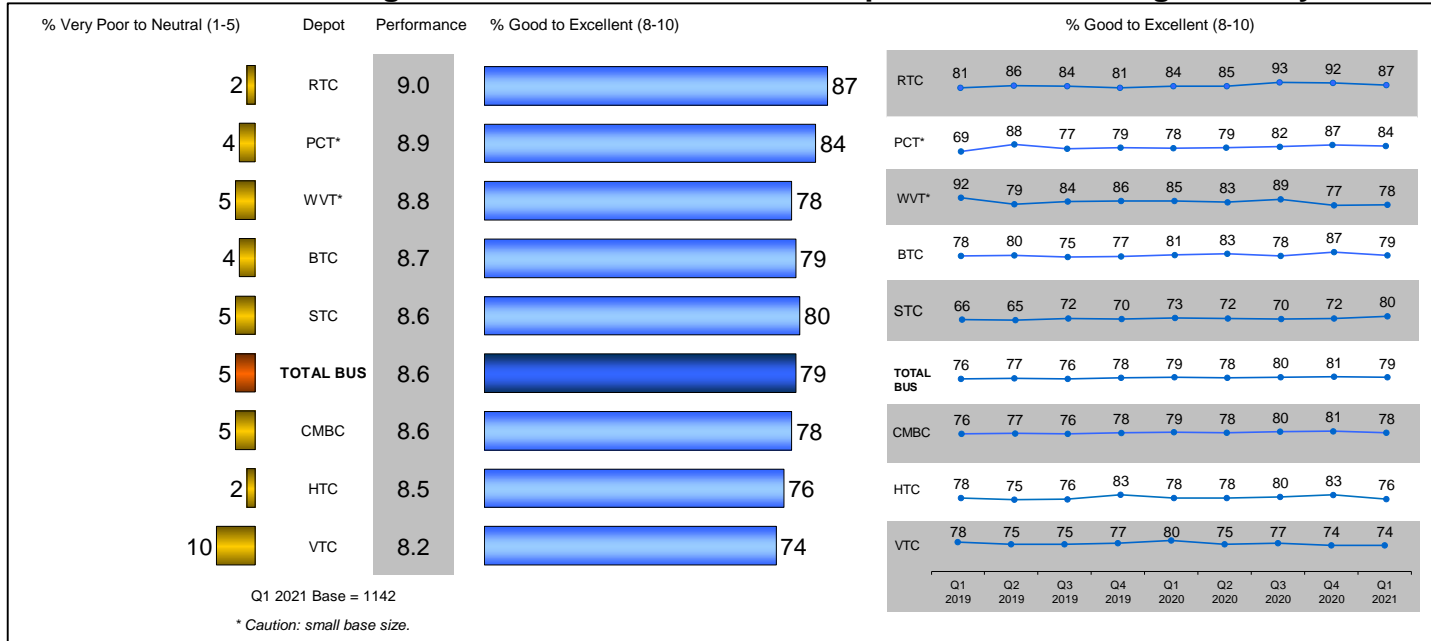 % Very Poor to Neutral (1-5) Depot Performance % Good to Excellent (8-10)
2 RTC 9.0 87
4 PCT* 8.9 84
5 WVT* 8.8 78
4 BTC 8.7 79
5 STC 8.6 80
5 TOTAL BUS 8.6 79
5 CMBC 8.6 78
2 HTC 8.5 76
10 VTC 8.2 74
Q1 2021 Base = 1142
* Caution: small base size.
% Good to Excellent (8-10)
RTC 81 86 84 81 84 85 93 92 87
PCT* 69 88 77 79 78 79 82 87 84
WVT* 92 79 84 86 85 83 89 77 78
BTC 78 80 75 77 81 83 78 87 79
STC 66 65 72 70 73 72 70 72 80
TOTAL
BUS
76 77 76 78 79 78 80 81 79
CMBC 76 77 76 78 79 78 80 81 78
HTC 78 75 76 83 78 78 80 83 76
VTC 78 75 75 77 80 75 77 74 74
Q1 Q2 Q3 Q4 Q1 Q2 Q3 Q4 Q1
2019 2019 2019 2019 2020 2020 2020 2020 2021